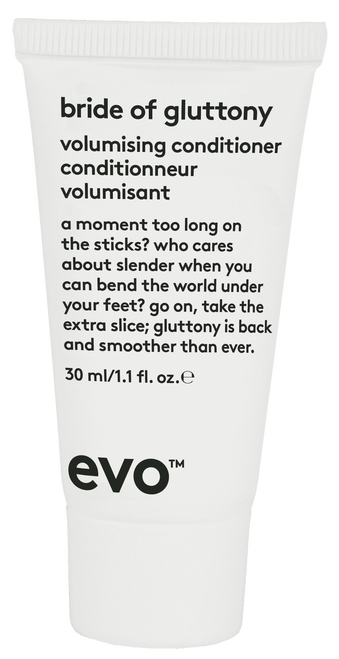 bride of gluttony
volumising conditioner
conditionneur
volumisant
a moment too long on
the sticks? who cares
about slender when you
can bend the world under
your feet? go on, take the
extra slice; gluttony is back
and smoother than ever.
30 ml/1.1 fl. oz.℮
evo™